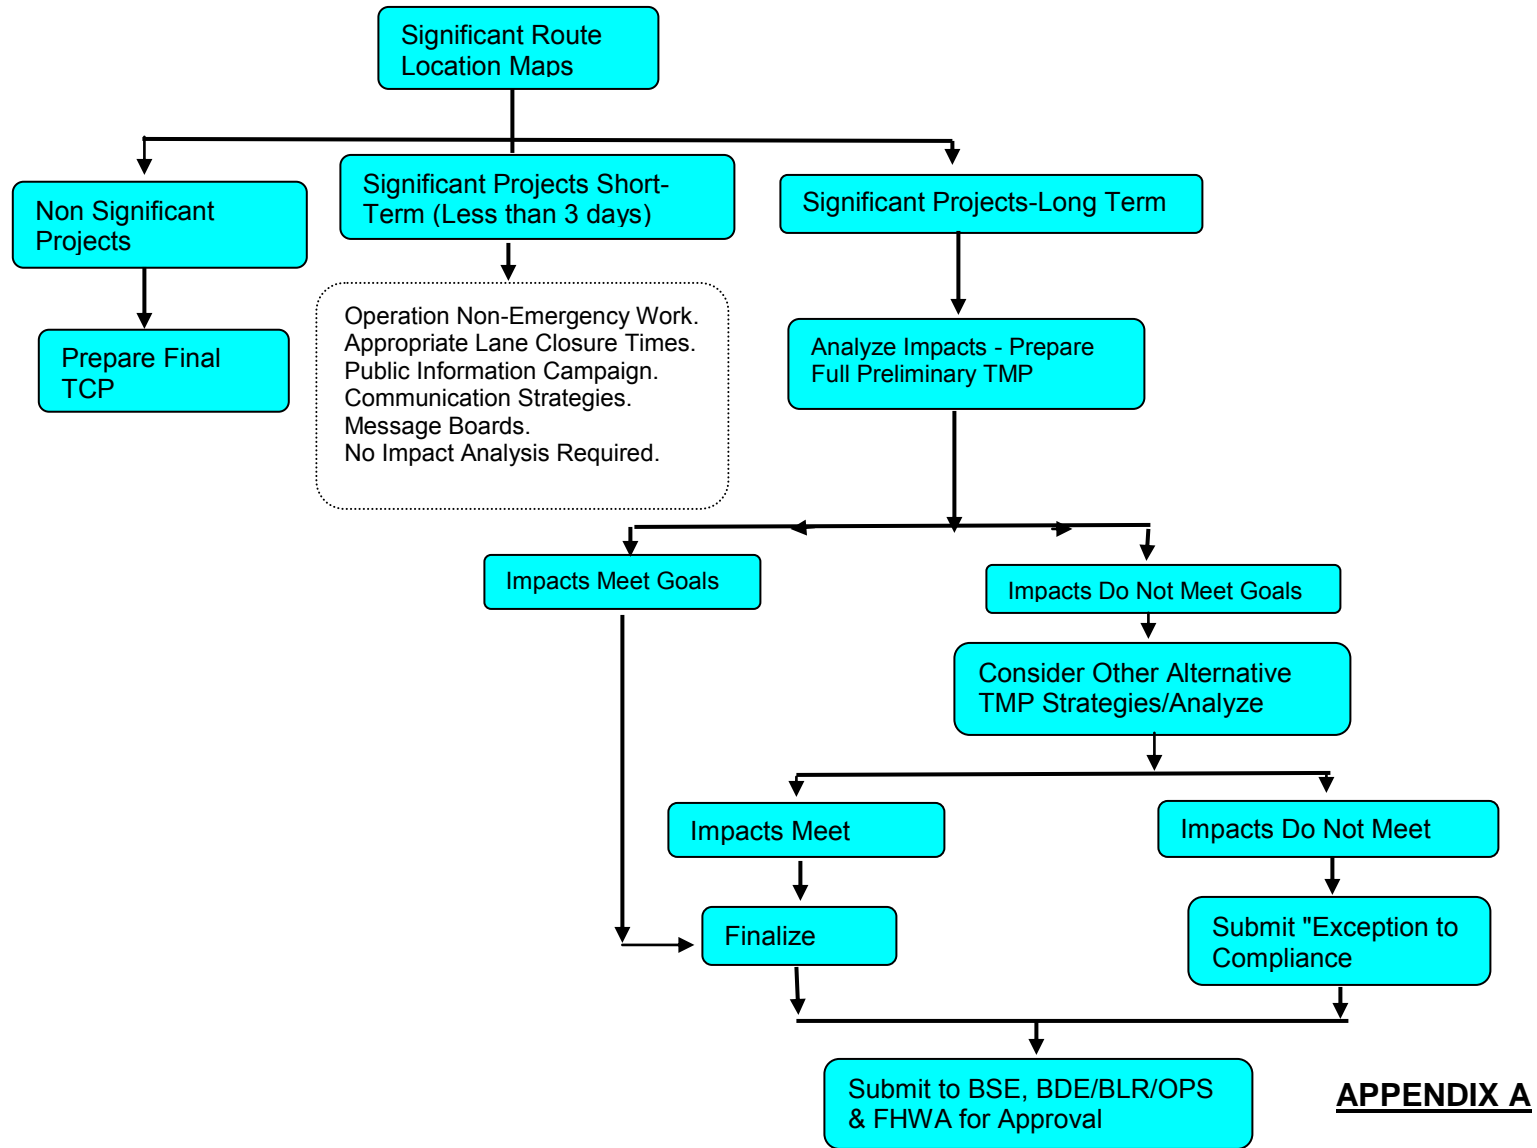 Significant Route
Location Maps
Non Significant
Projects
Significant Projects Short-
Term (Less than 3 days)
Significant Projects-Long Term
Prepare Final
TCP
Operation Non-Emergency Work.
Appropriate Lane Closure Times.
Public Information Campaign.
Communication Strategies.
Message Boards.
No Impact Analysis Required.
Analyze Impacts - Prepare
Full Preliminary TMP
Impacts Meet Goals
Impacts Do Not Meet Goals
Consider Other Alternative
TMP Strategies/Analyze
Impacts Meet
Impacts Do Not Meet
Finalize
Submit "Exception to
Compliance
Submit to BSE, BDE/BLR/OPS
& FHWA for Approval
APPENDIX A